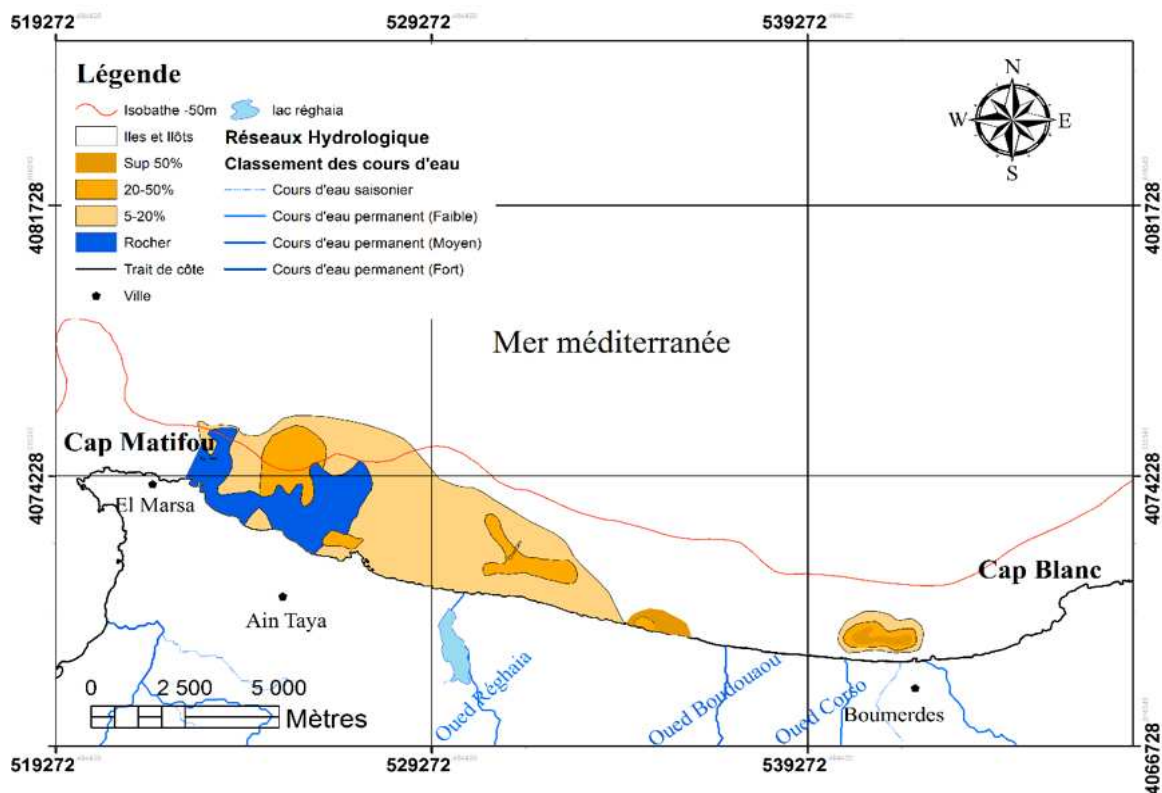 519272
529272
539272
Légende
Isobathe -50m
lac réghaia
Iles et Ilôts
Réseaux Hydrologique
Sup 50%
Classement des cours d'eau
20-50%
Cours d'eau saisonier
5-20%
Cours d'eau permanent (Faible)
Rocher
Cours d'eau permanent (Moyen)
Trait de côte
Cours d'eau permanent (Fort)
Ville
N
W
E
S
4081728
4081728
Mer méditerranée
Cap Matifou
4074228
4074228
El Marsa
Cap Blanc
Ain Taya
Oued Réghaia
Oued Boudouaou
Oued Corso
Boumerdes
0 2 500 5 000
Mètres
4066728
519272
529272
539272